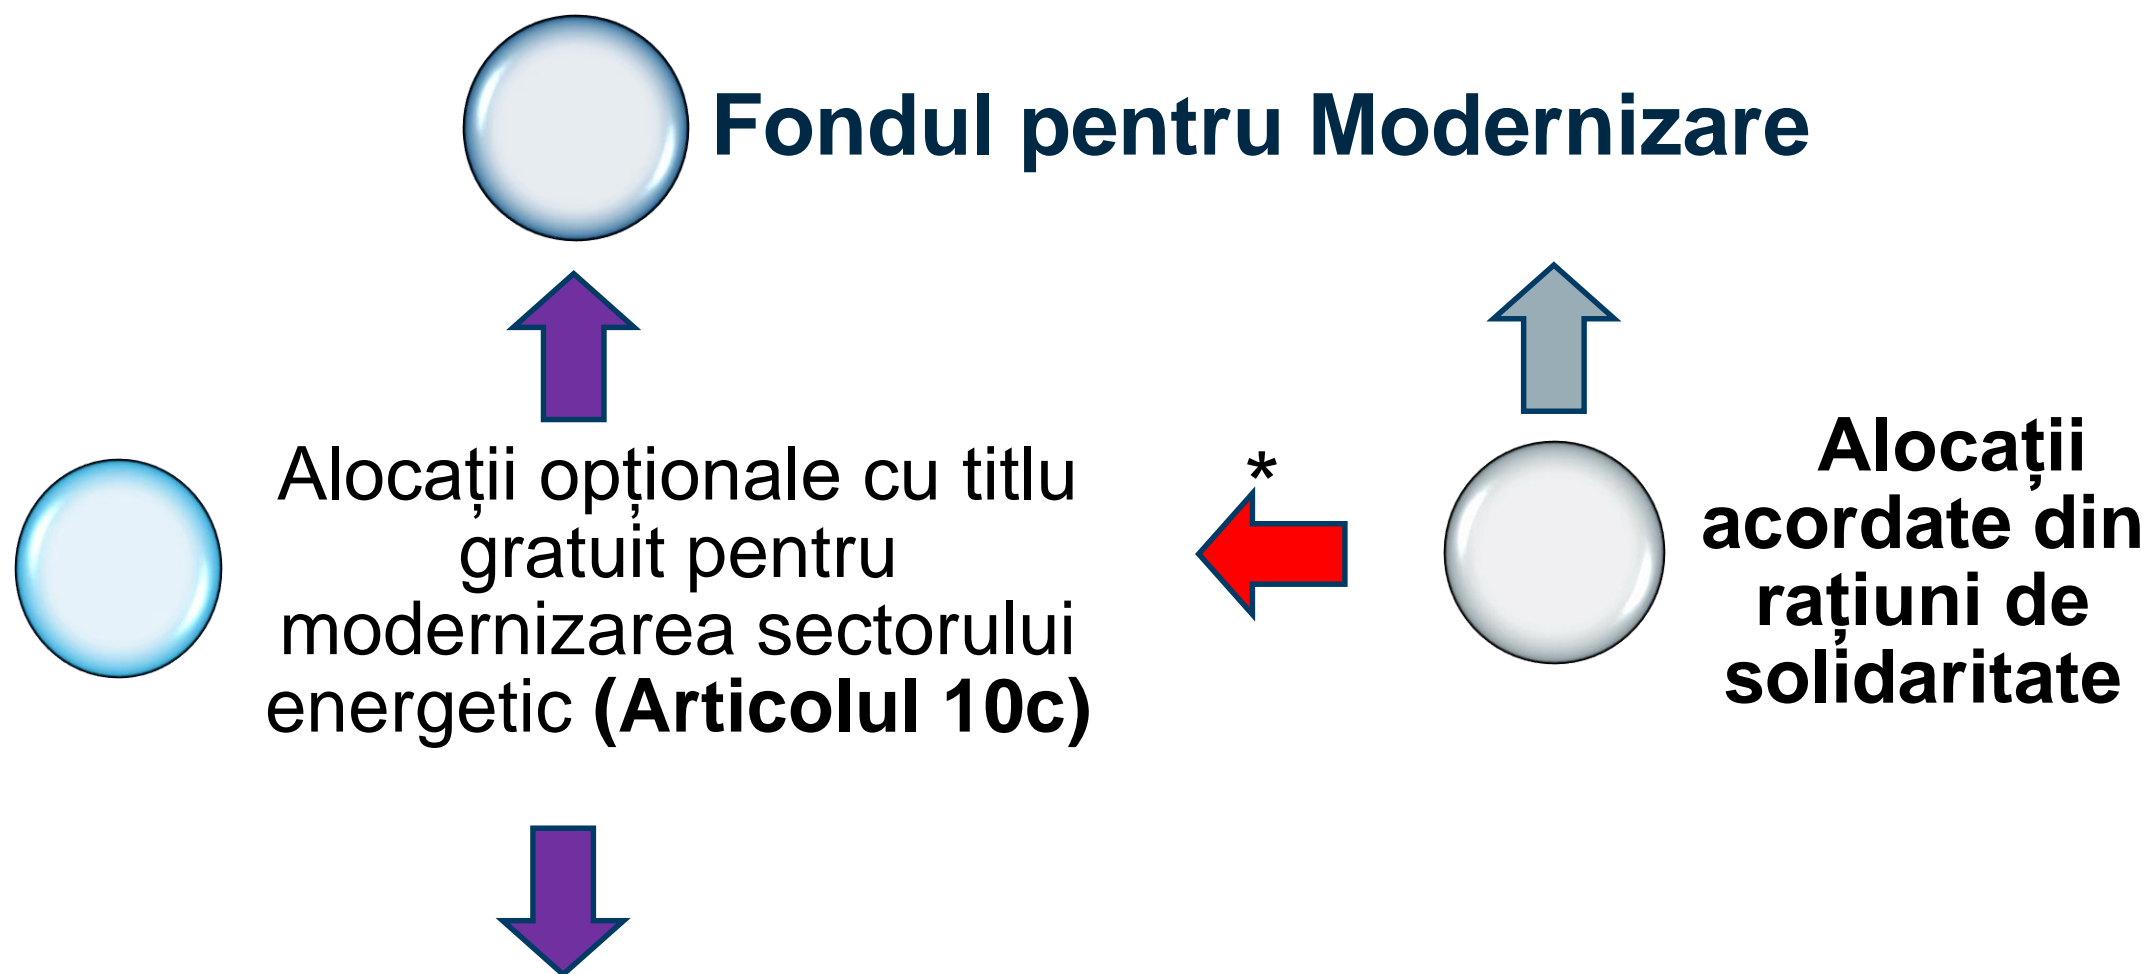 Fondul pentru Modernizare
Alocații opționale cu titlu
gratuit pentru
modernizarea sectorului
energetic (Articolul 10c)
*
Alocații
acordate din
rațiuni de
solidaritate